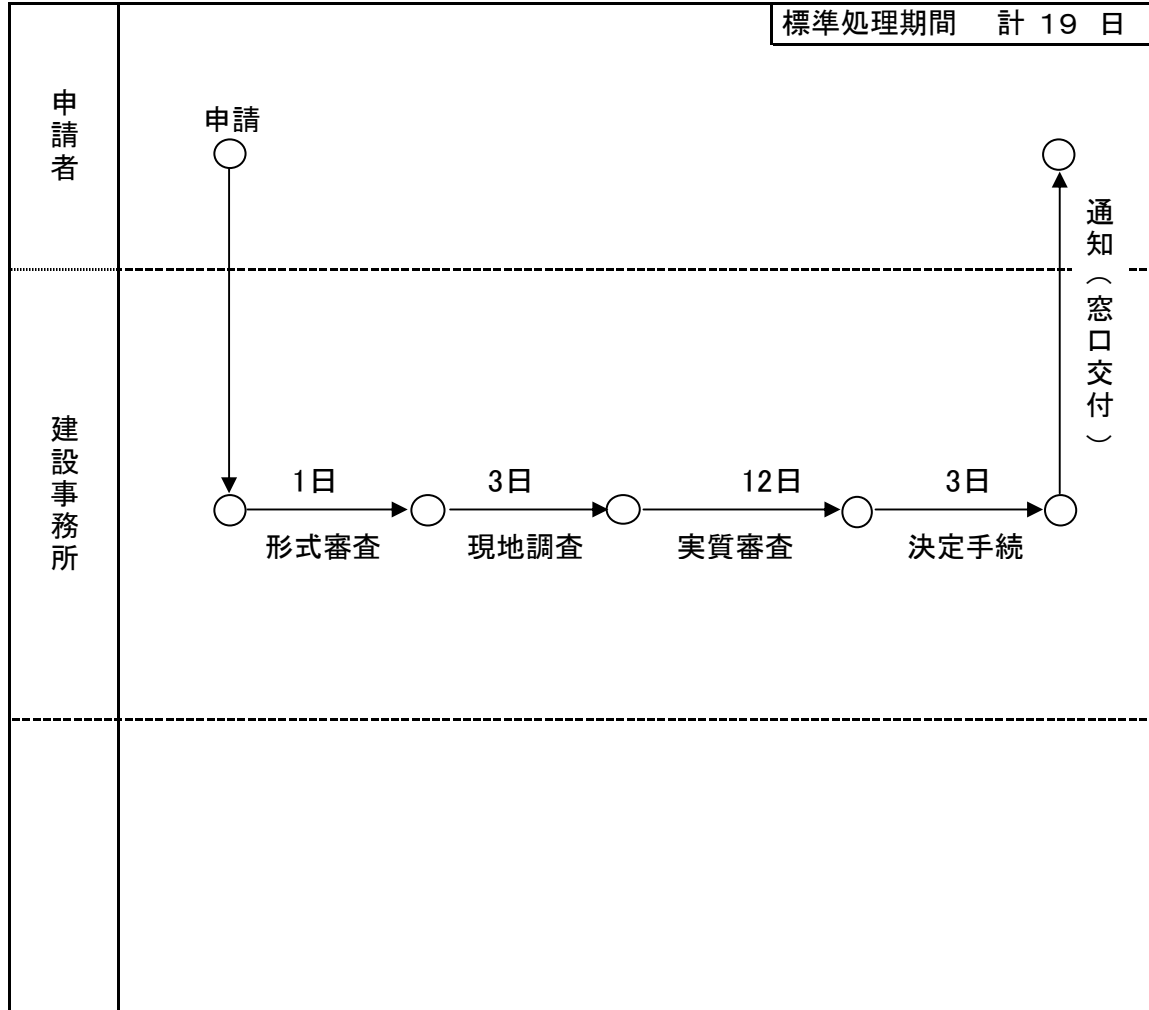 標準処理期間　計 19 日
申請者
申請
通知（窓口交付）
建設事務所
1日
3日
12日
3日
形式審査
現地調査
実質審査
決定手続